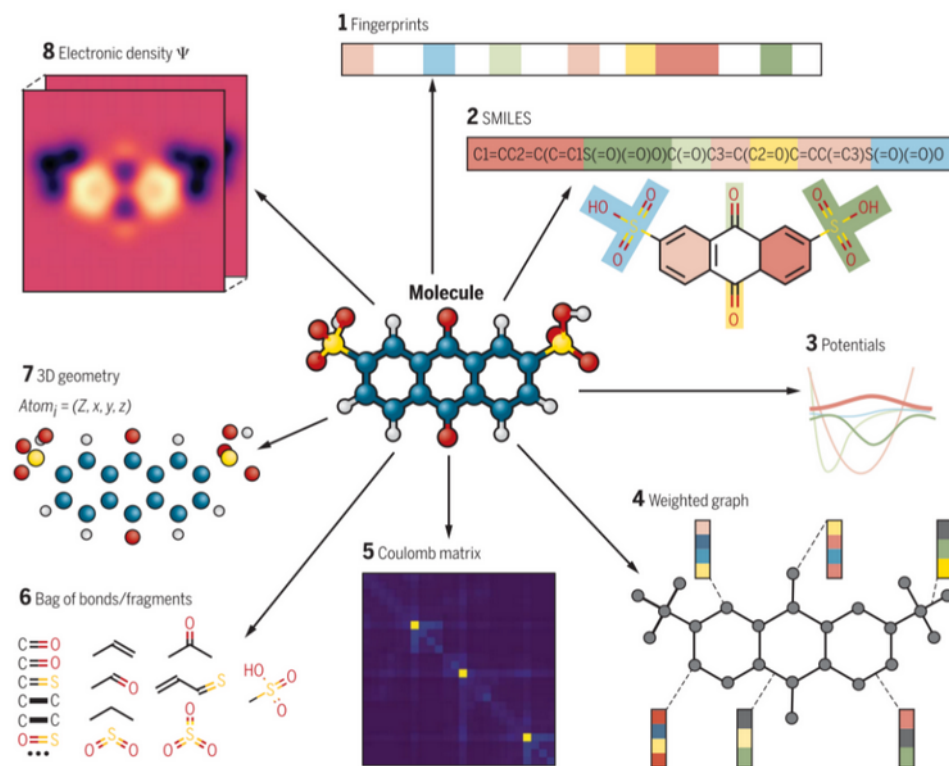 1 Fingerprints
8 Electronic density Ψ
2 SMILES
C1=CC2=C(C=C1S(=O)(=O)O)C(=O)C3=C(C2=O)C=CC(=C3)S(=O)(=O)O
O
HO
S
O
O
O
OH
S
O
O
Molecule
3 Potentials
7 3D geometry
Atomᵢ = (Z, x, y, z)
4 Weighted graph
5 Coulomb matrix
6 Bag of bonds/fragments
C=O
C=O
C=S
C–C
C–C
O=S
•••
O
O
S
HO
O
S
O
O
S
O
O
S
O